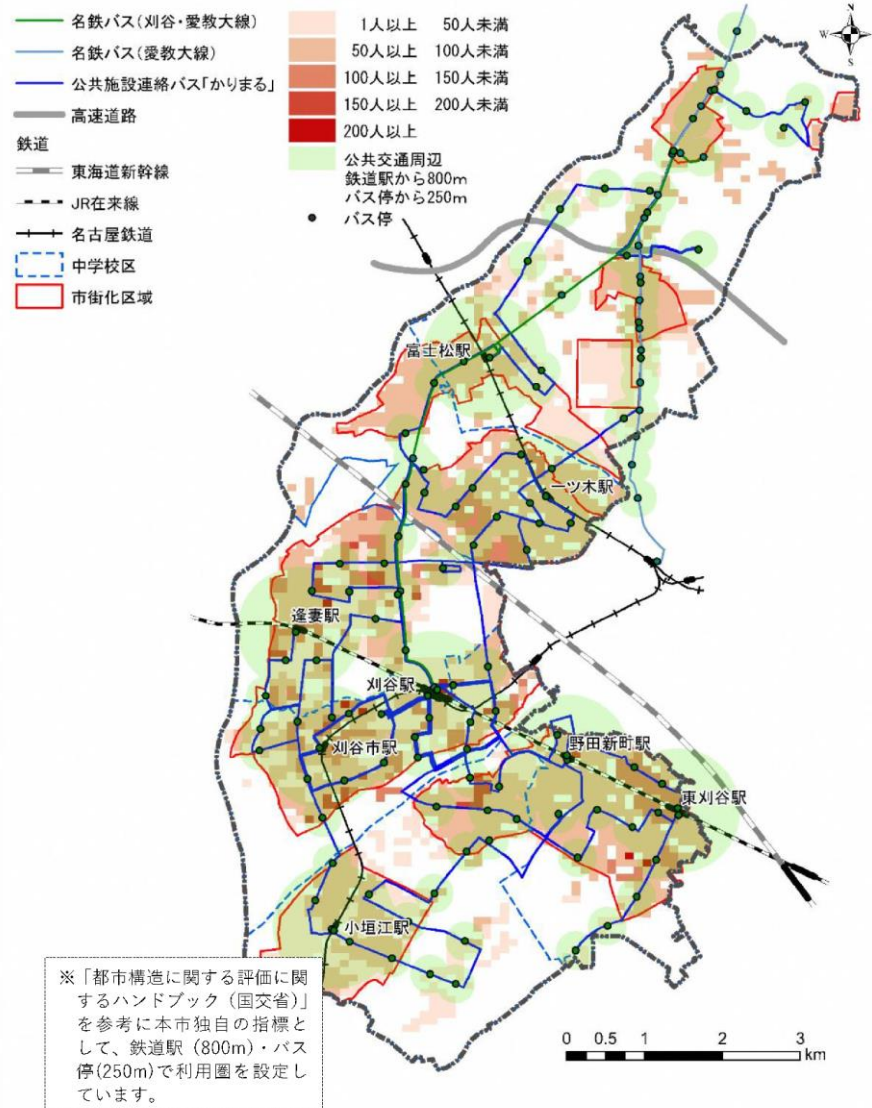 名鉄バス(刈谷・愛教大線)
名鉄バス(愛教大線)
公共施設連絡バス「かりまる」
高速道路
鉄道
東海道新幹線
JR在来線
名古屋鉄道
中学校区
市街化区域
1人以上 50人未満
50人以上 100人未満
100人以上 150人未満
150人以上 200人未満
200人以上
公共交通周辺
鉄道駅から800m
バス停から250m
バス停
N
W E
S
富士松駅
一ツ木駅
逢妻駅
刈谷駅
刈谷市駅
野田新町駅
東刈谷駅
小垣江駅
※「都市構造に関する評価に関
するハンドブック（国交省）」
を参考に本市独自の指標と
して、鉄道駅（800m）・バス
停(250m)で利用圏を設定し
ています。
0 0.5 1 2 3
km